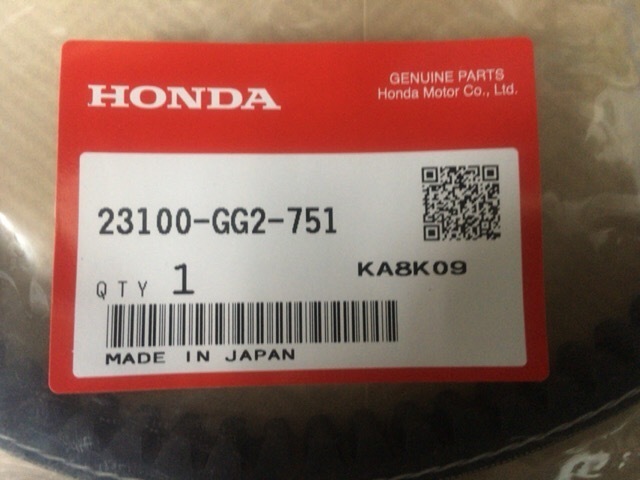 HONDA
GENUINE PARTS
Honda Motor Co., Ltd.
23100-GG2-751
QTY 1
KA8K09
MADE IN JAPAN